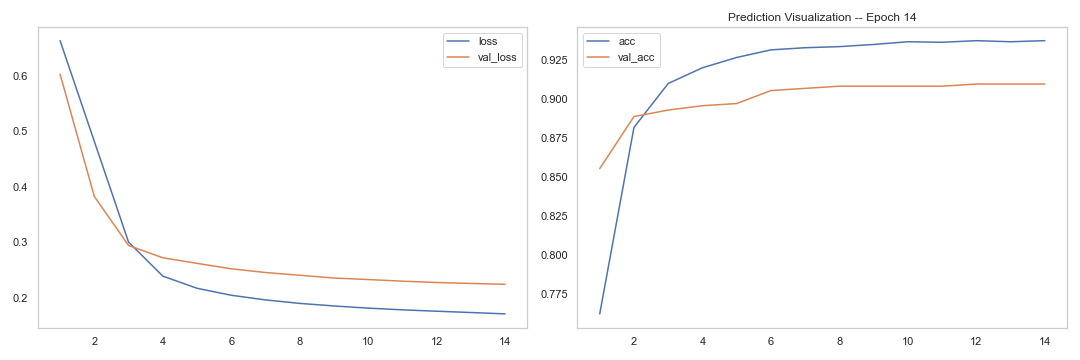 Prediction Visualization -- Epoch 14
loss
val_loss
0.6
0.5
0.4
0.3
0.2
2 4 6 8 10 12 14
acc
val_acc
0.925
0.900
0.875
0.850
0.825
0.800
0.775
2 4 6 8 10 12 14